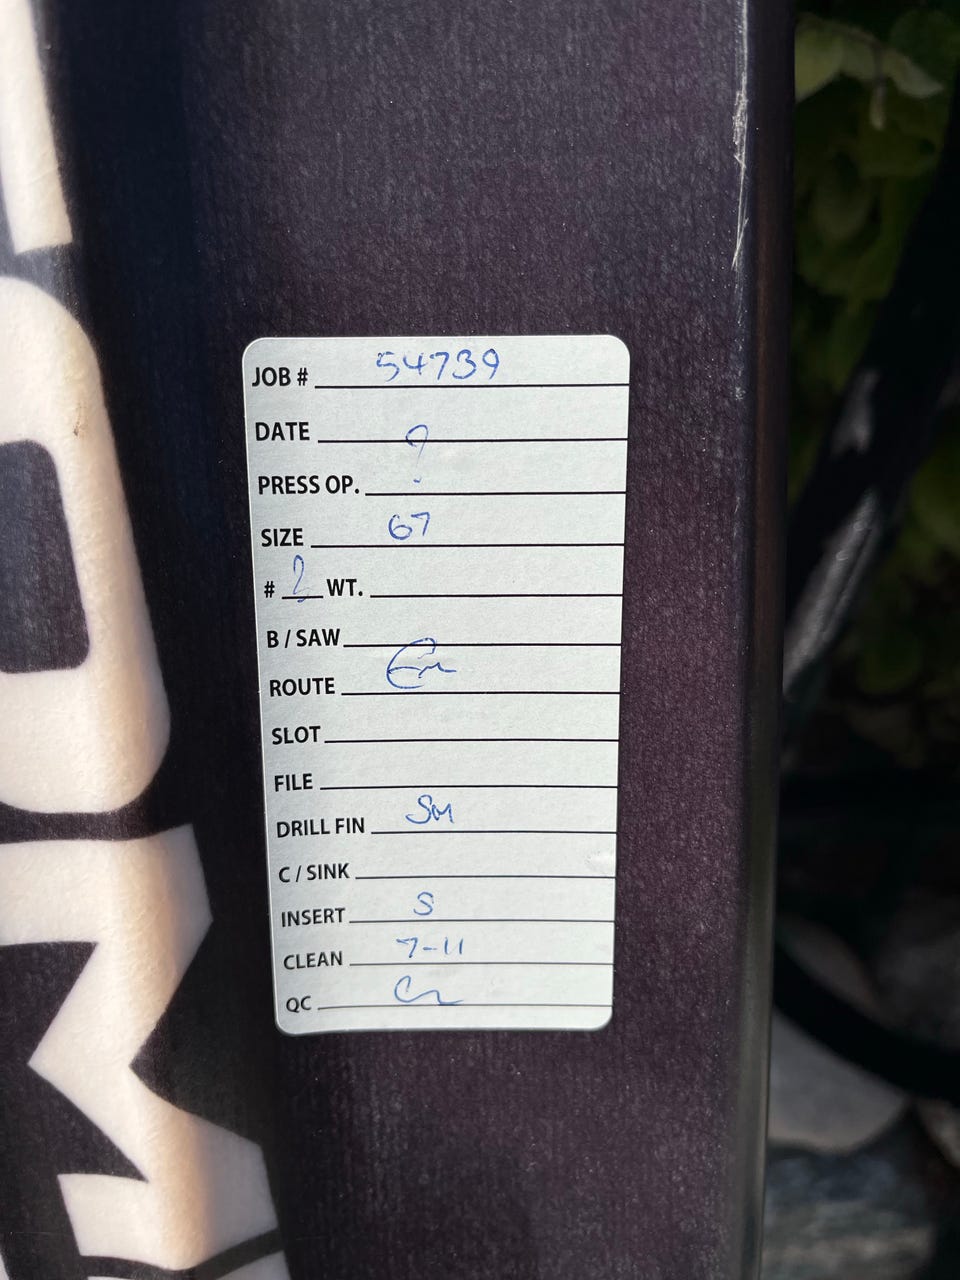 JOB # 54739
DATE ?
PRESS OP.
SIZE 67
# WT.
B / SAW
ROUTE
SLOT
FILE
DRILL FIN SM
C / SINK
INSERT S
CLEAN 7-11
QC